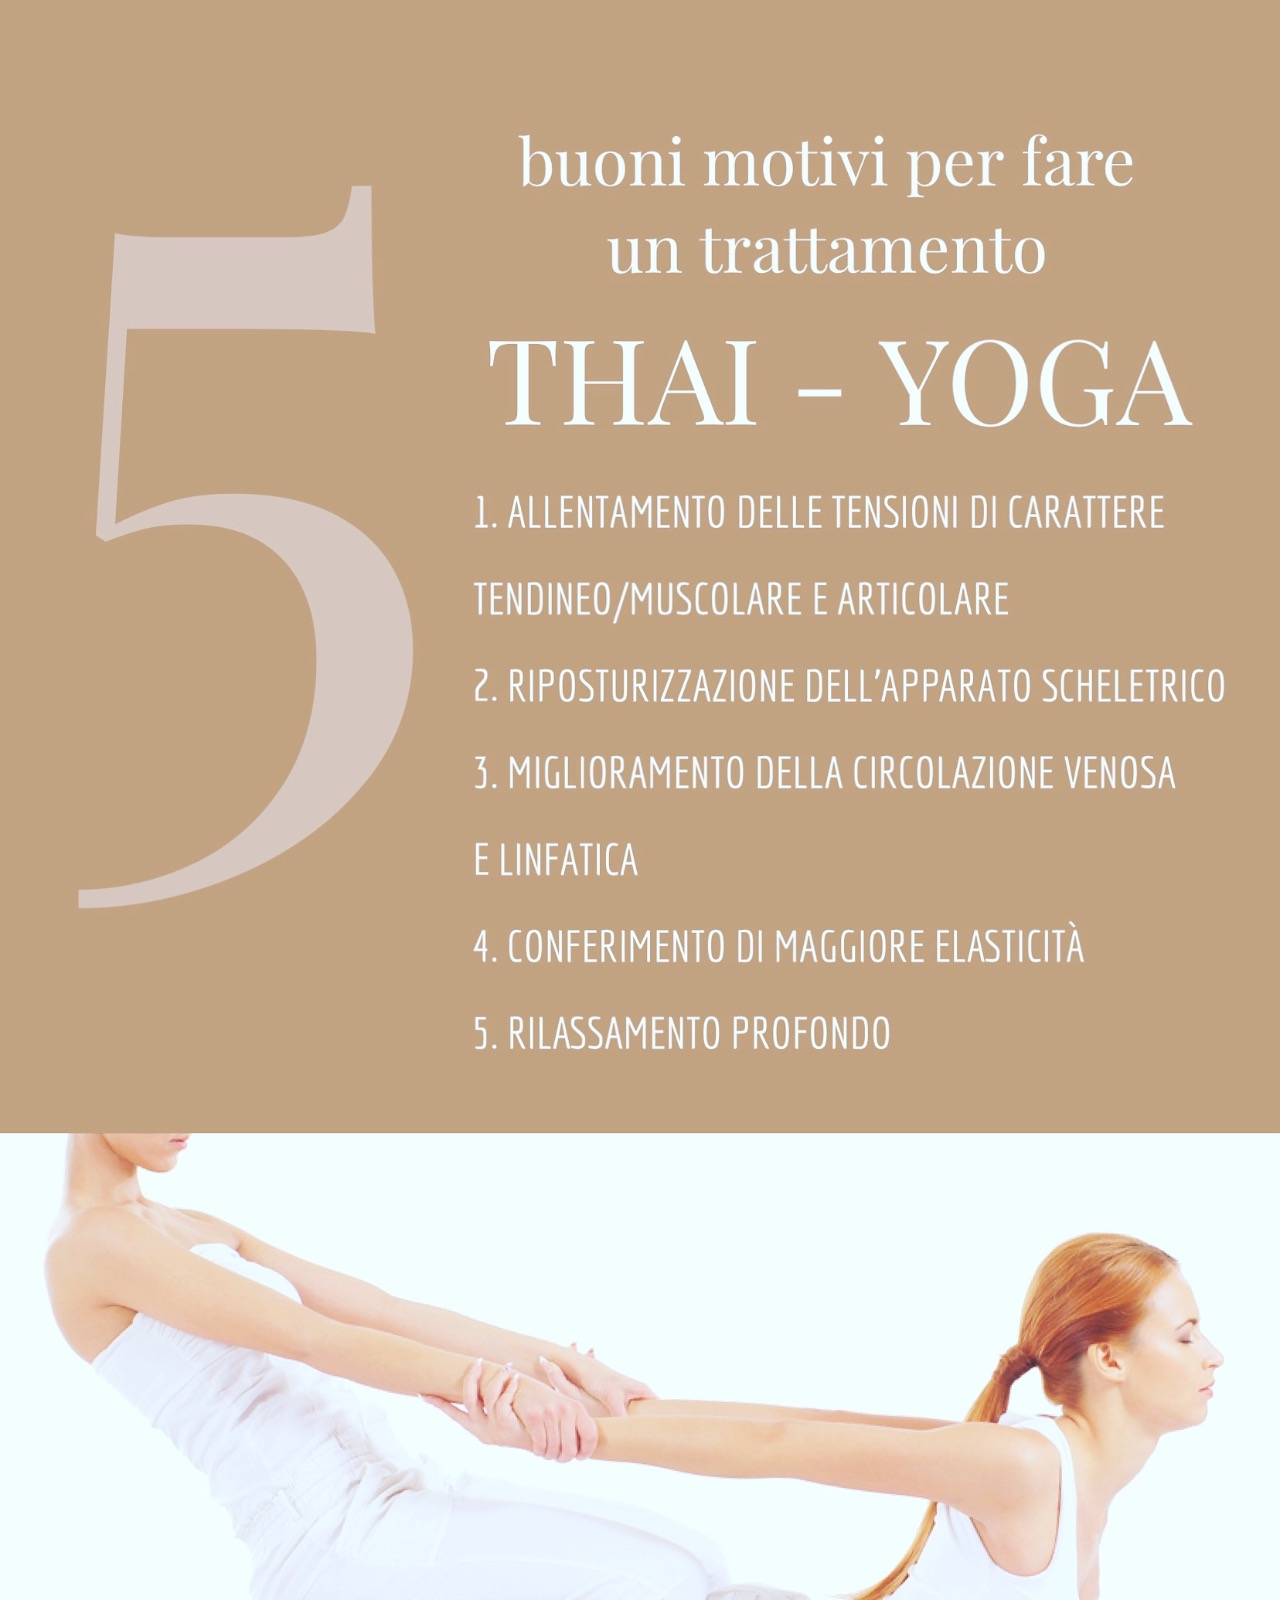 5
buoni motivi per fare
un trattamento
THAI - YOGA
1. ALLENTAMENTO DELLE TENSIONI DI CARATTERE
TENDINEO/MUSCOLARE E ARTICOLARE
2. RIPOSTURIZZAZIONE DELL'APPARATO SCHELETRICO
3. MIGLIORAMENTO DELLA CIRCOLAZIONE VENOSA
E LINFATICA
4. CONFERIMENTO DI MAGGIORE ELASTICITÀ
5. RILASSAMENTO PROFONDO